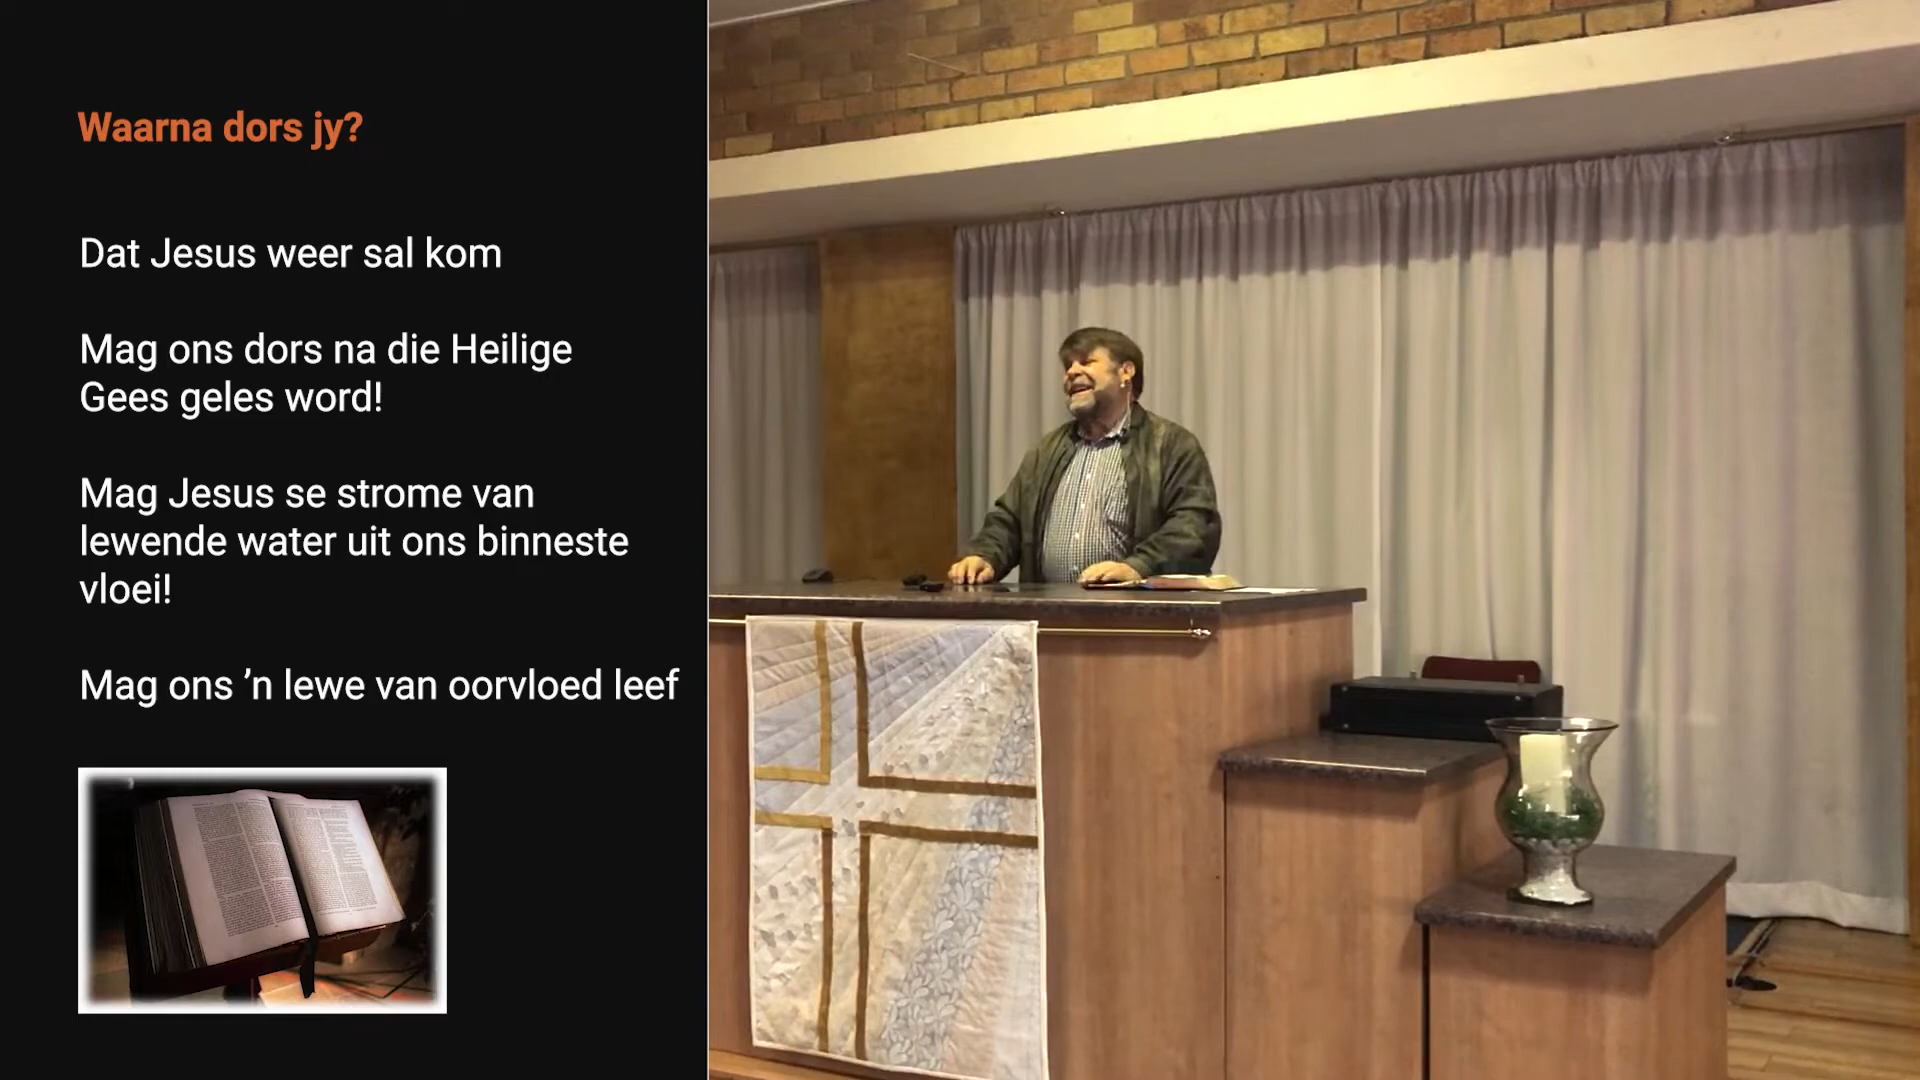 Waarna dors jy?
Dat Jesus weer sal kom
Mag ons dors na die Heilige
Gees geles word!
Mag Jesus se strome van
lewende water uit ons binneste
vloei!
Mag ons ’n lewe van oorvloed leef